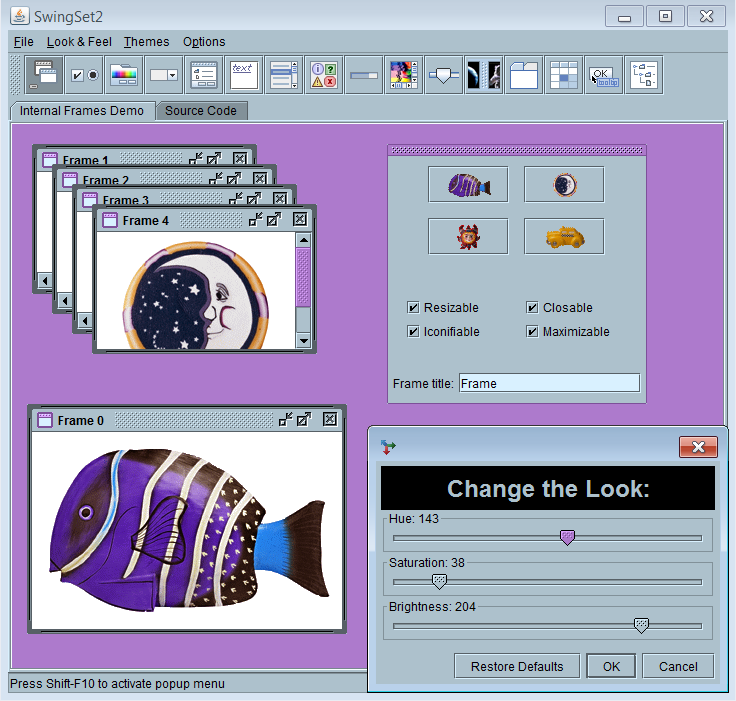 SwingSet2
File Look & Feel Themes Options
text
OK
tooltip
Internal Frames Demo Source Code
Frame 1
Frame 2
Frame 3
Frame 4
Resizable Closable
Iconifiable Maximizable
Frame title: Frame
Frame 0
Change the Look:
Hue: 143
Saturation: 38
Brightness: 204
Restore Defaults OK Cancel
Press Shift-F10 to activate popup menu